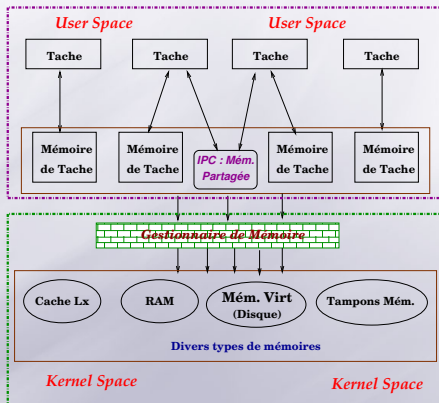 User Space User Space
Tache Tache Tache Tache
Mémoire Mémoire IPC : Mém. Mémoire Mémoire
de Tache de Tache Partagée de Tache de Tache
Gestionnaire de Mémoire
Cache Lx RAM Mém. Virt Tampons Mém.
(Disque)
Divers types de mémoires
Kernel Space Kernel Space